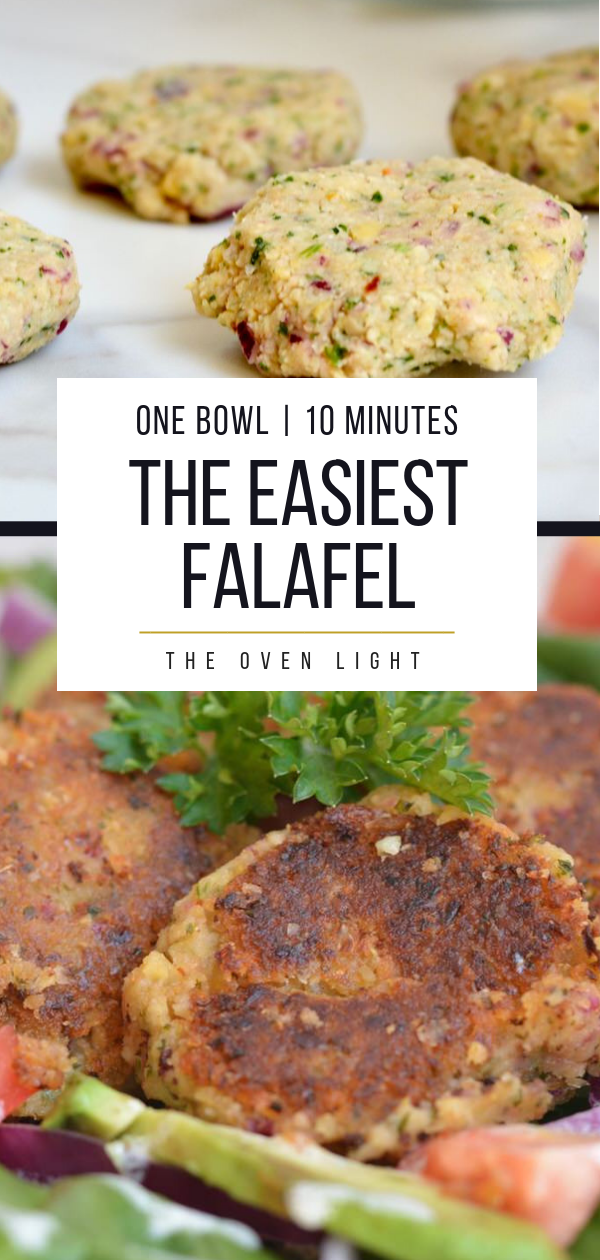 ONE BOWL | 10 MINUTES
THE EASIEST
FALAFEL
THE OVEN LIGHT